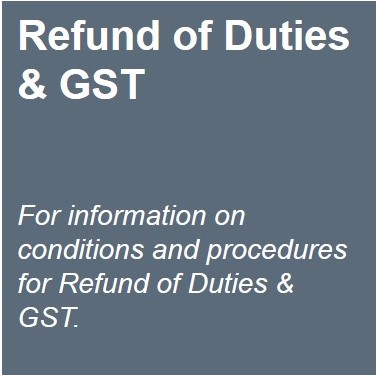 Refund of Duties
& GST
For information on
conditions and procedures
for Refund of Duties &
GST.